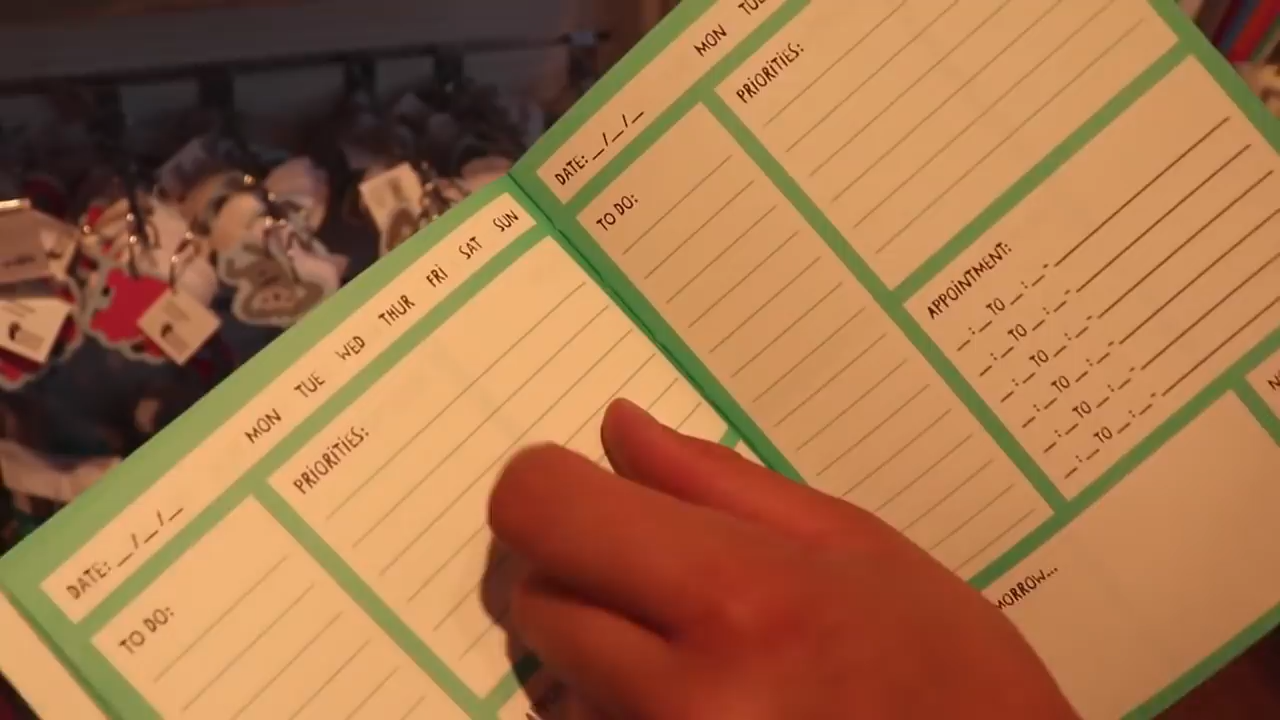 DATE: _/_/_ MON TUE WED THUR FRI SAT SUN
TO DO:
PRIORITIES:
DATE: _/_/_ MON TUE
TO DO:
PRIORITIES:
APPOINTMENT:
_:_ TO _:_
_:_ TO _:_
_:_ TO _:_
_:_ TO _:_
_:_ TO _:_
_:_ TO _:_